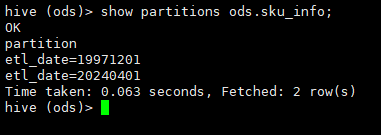 hive (ods)> show partitions ods.sku_info;
OK
partition
etl_date=19971201
etl_date=20240401
Time taken: 0.063 seconds, Fetched: 2 row(s)
hive (ods)>